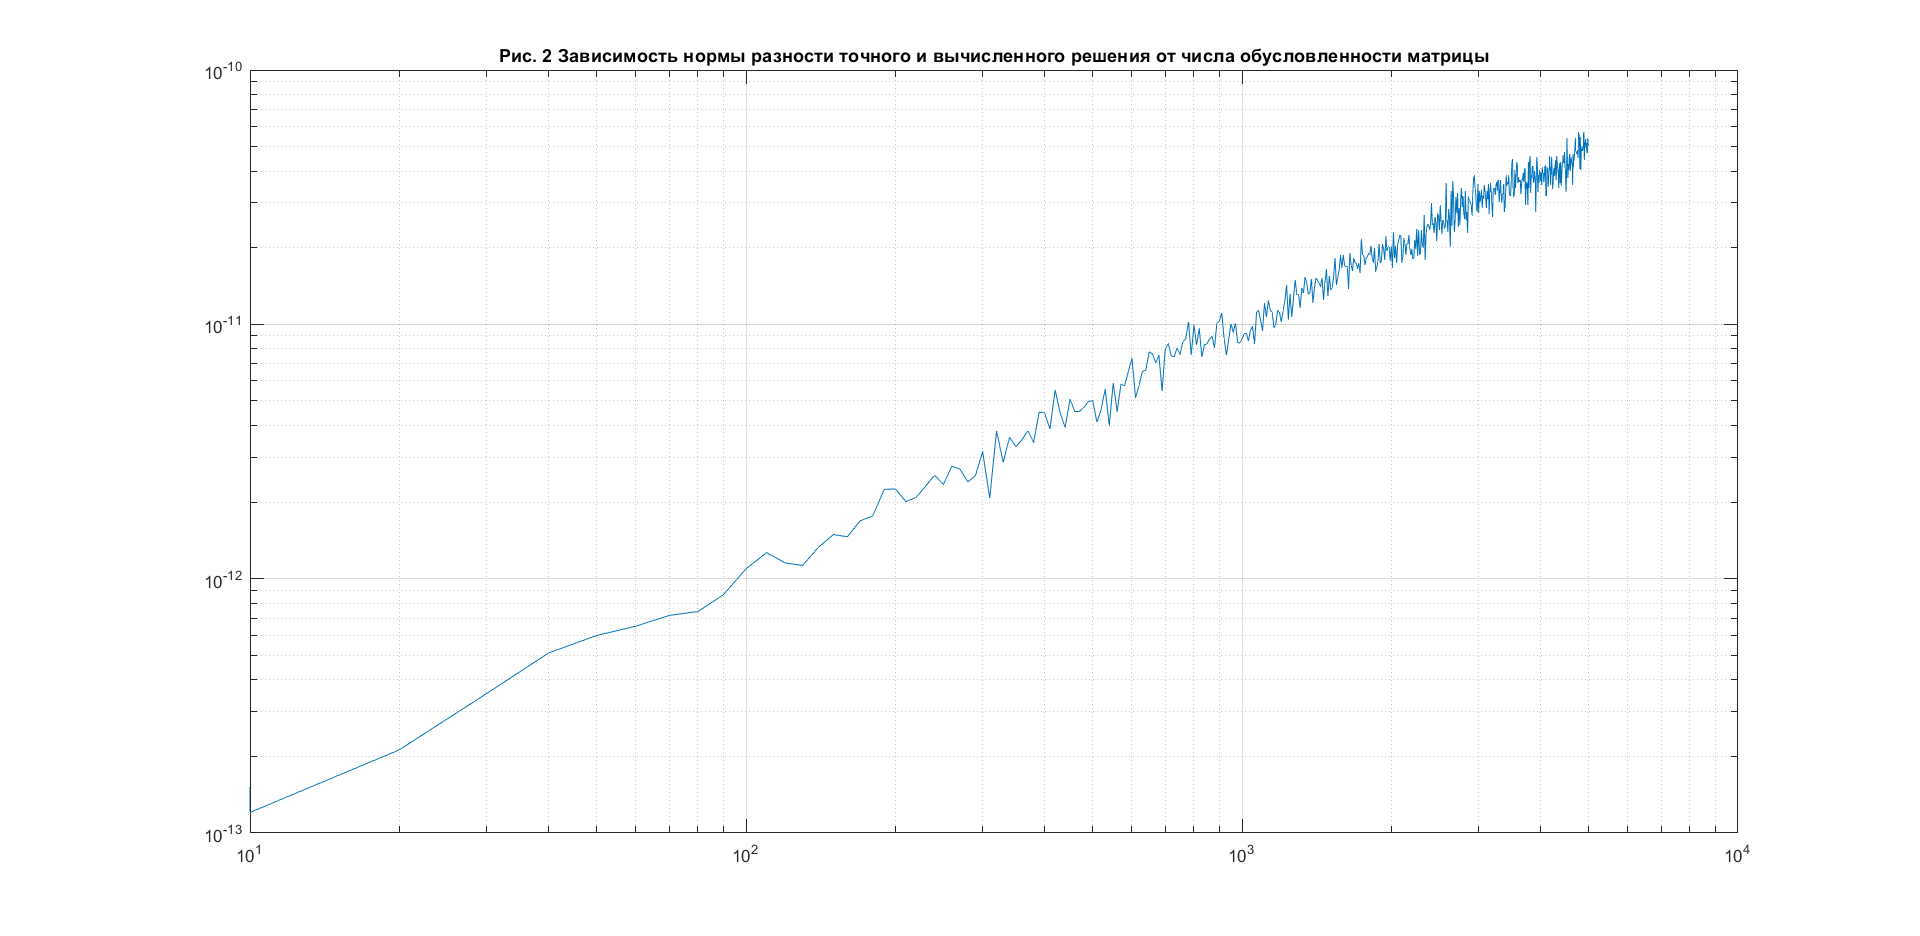 Рис. 2 Зависимость нормы разности точного и вычисленного решения от числа обусловленности матрицы
10^-10
10^-11
10^-12
10^-13
10^1 10^2 10^3 10^4